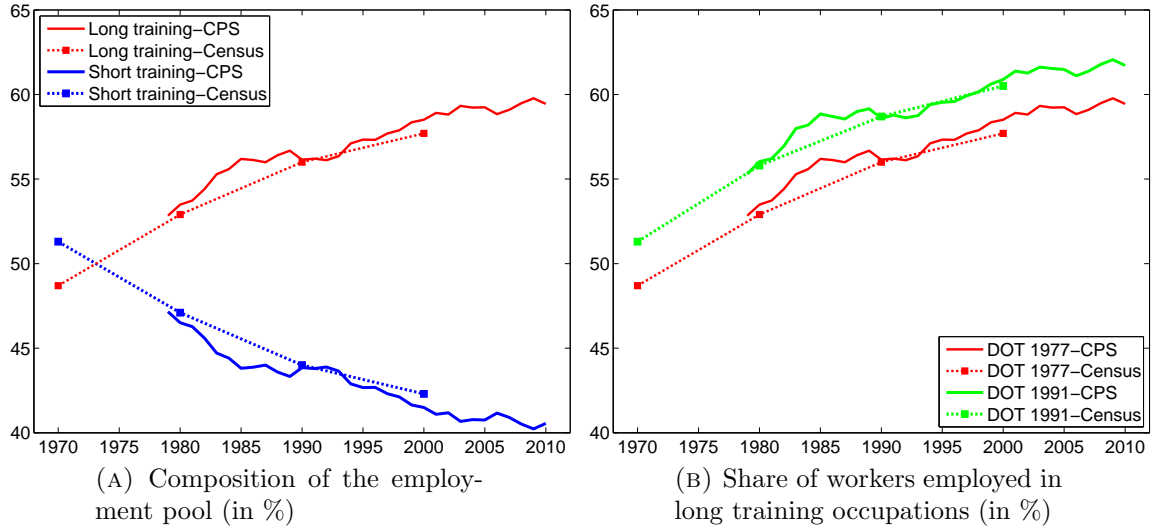 65
60
55
50
45
40
1970 1975 1980 1985 1990 1995 2000 2005 2010
Long training−CPS
Long training−Census
Short training−CPS
Short training−Census
(A) Composition of the employ-
ment pool (in %)
65
60
55
50
45
40
1970 1975 1980 1985 1990 1995 2000 2005 2010
DOT 1977−CPS
DOT 1977−Census
DOT 1991−CPS
DOT 1991−Census
(B) Share of workers employed in
long training occupations (in %)